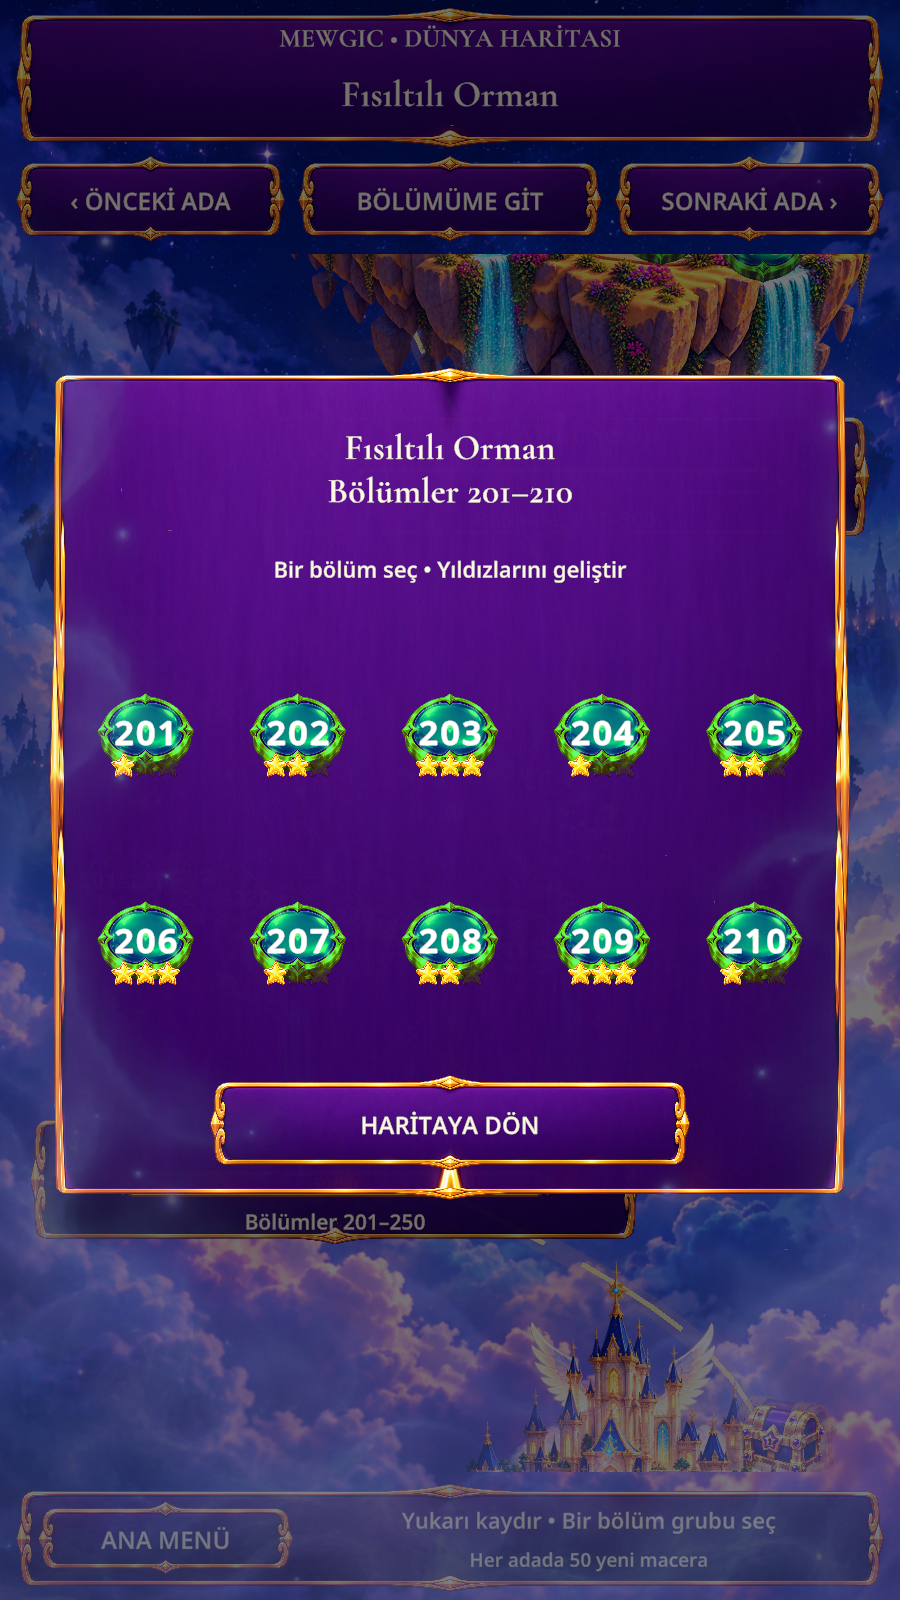 MEWGIC • DÜNYA HARİTASI
Fısıltılı Orman
‹ ÖNCEKİ ADA
BÖLÜMÜME GİT
SONRAKİ ADA ›
Fısıltılı Orman
Bölümler 201–210
Bir bölüm seç • Yıldızlarını geliştir
201 202 203 204 205
206 207 208 209 210
HARİTAYA DÖN
Bölümler 201–250
ANA MENÜ
Yukarı kaydır • Bir bölüm grubu seç
Her adada 50 yeni macera